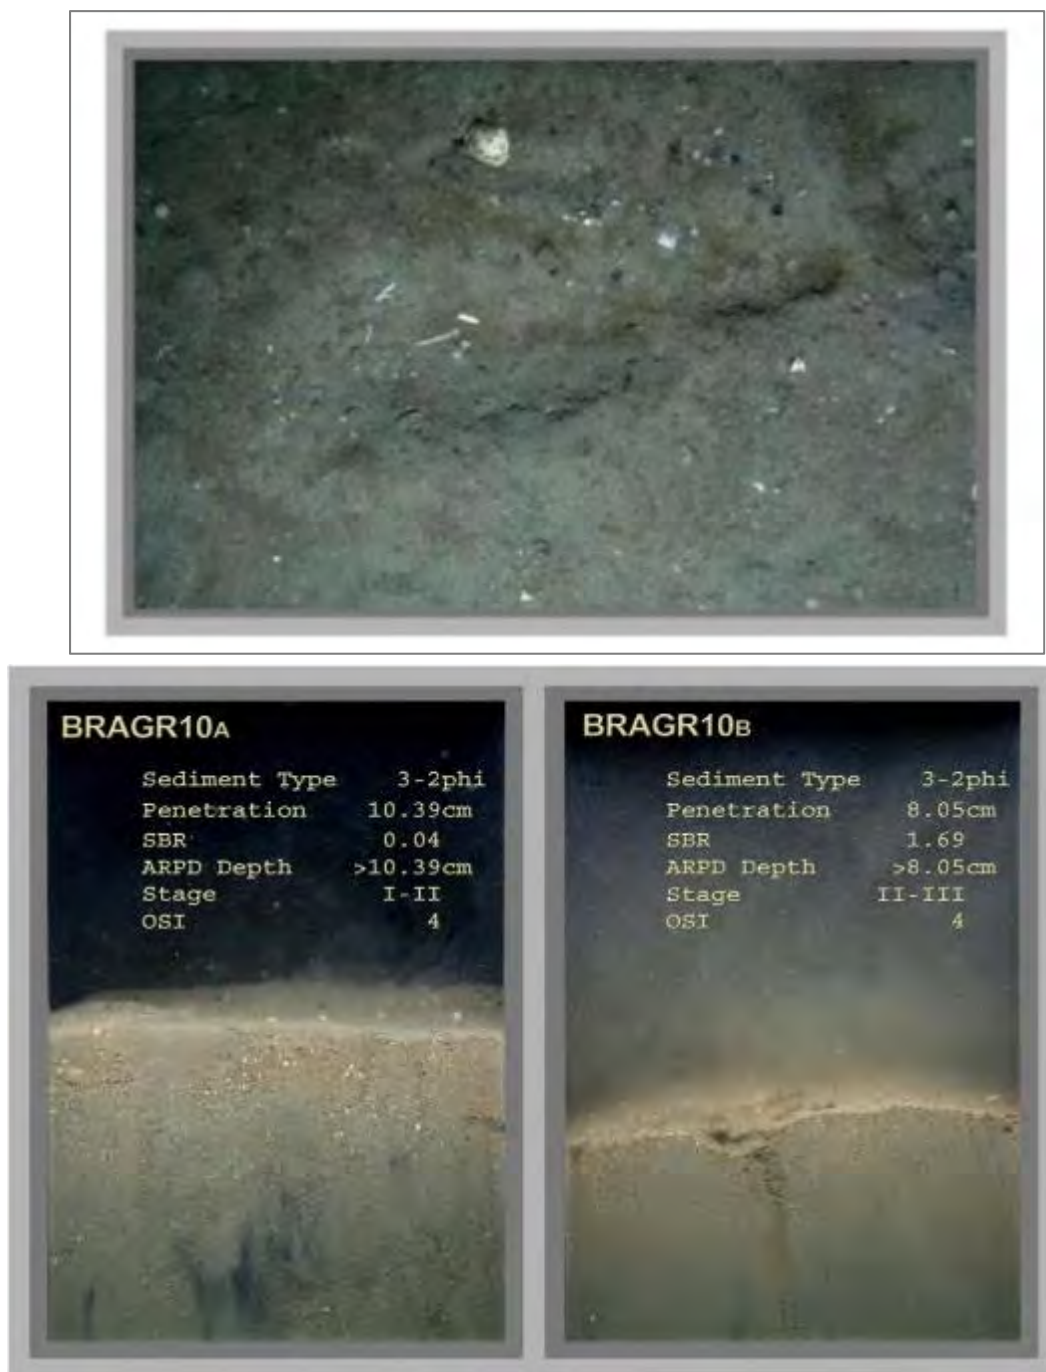 BRAGR10A
Sediment Type 3-2phi
Penetration 10.39cm
SBR 0.04
ARPD Depth >10.39cm
Stage I-II
OSI 4
BRAGR10B
Sediment Type 3-2phi
Penetration 8.05cm
SBR 1.69
ARPD Depth >8.05cm
Stage II-III
OSI 4